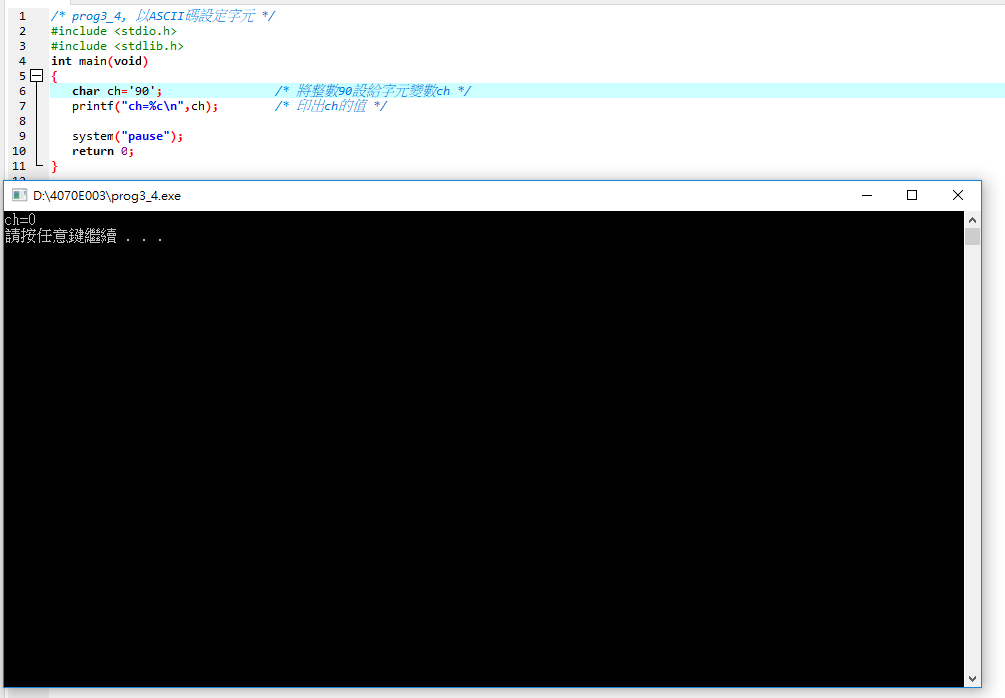 1 /* prog3_4, 以ASCII碼設定字元 */
2 #include <stdio.h>
3 #include <stdlib.h>
4 int main(void)
5 {
6 char ch='90'; /* 將整數90設給字元變數ch */
7 printf("ch=%c\n",ch); /* 印出ch的值 */
8
9 system("pause");
10 return 0;
11 }
12
D:\4070E003\prog3_4.exe
ch=0
請按任意鍵繼續 . . .